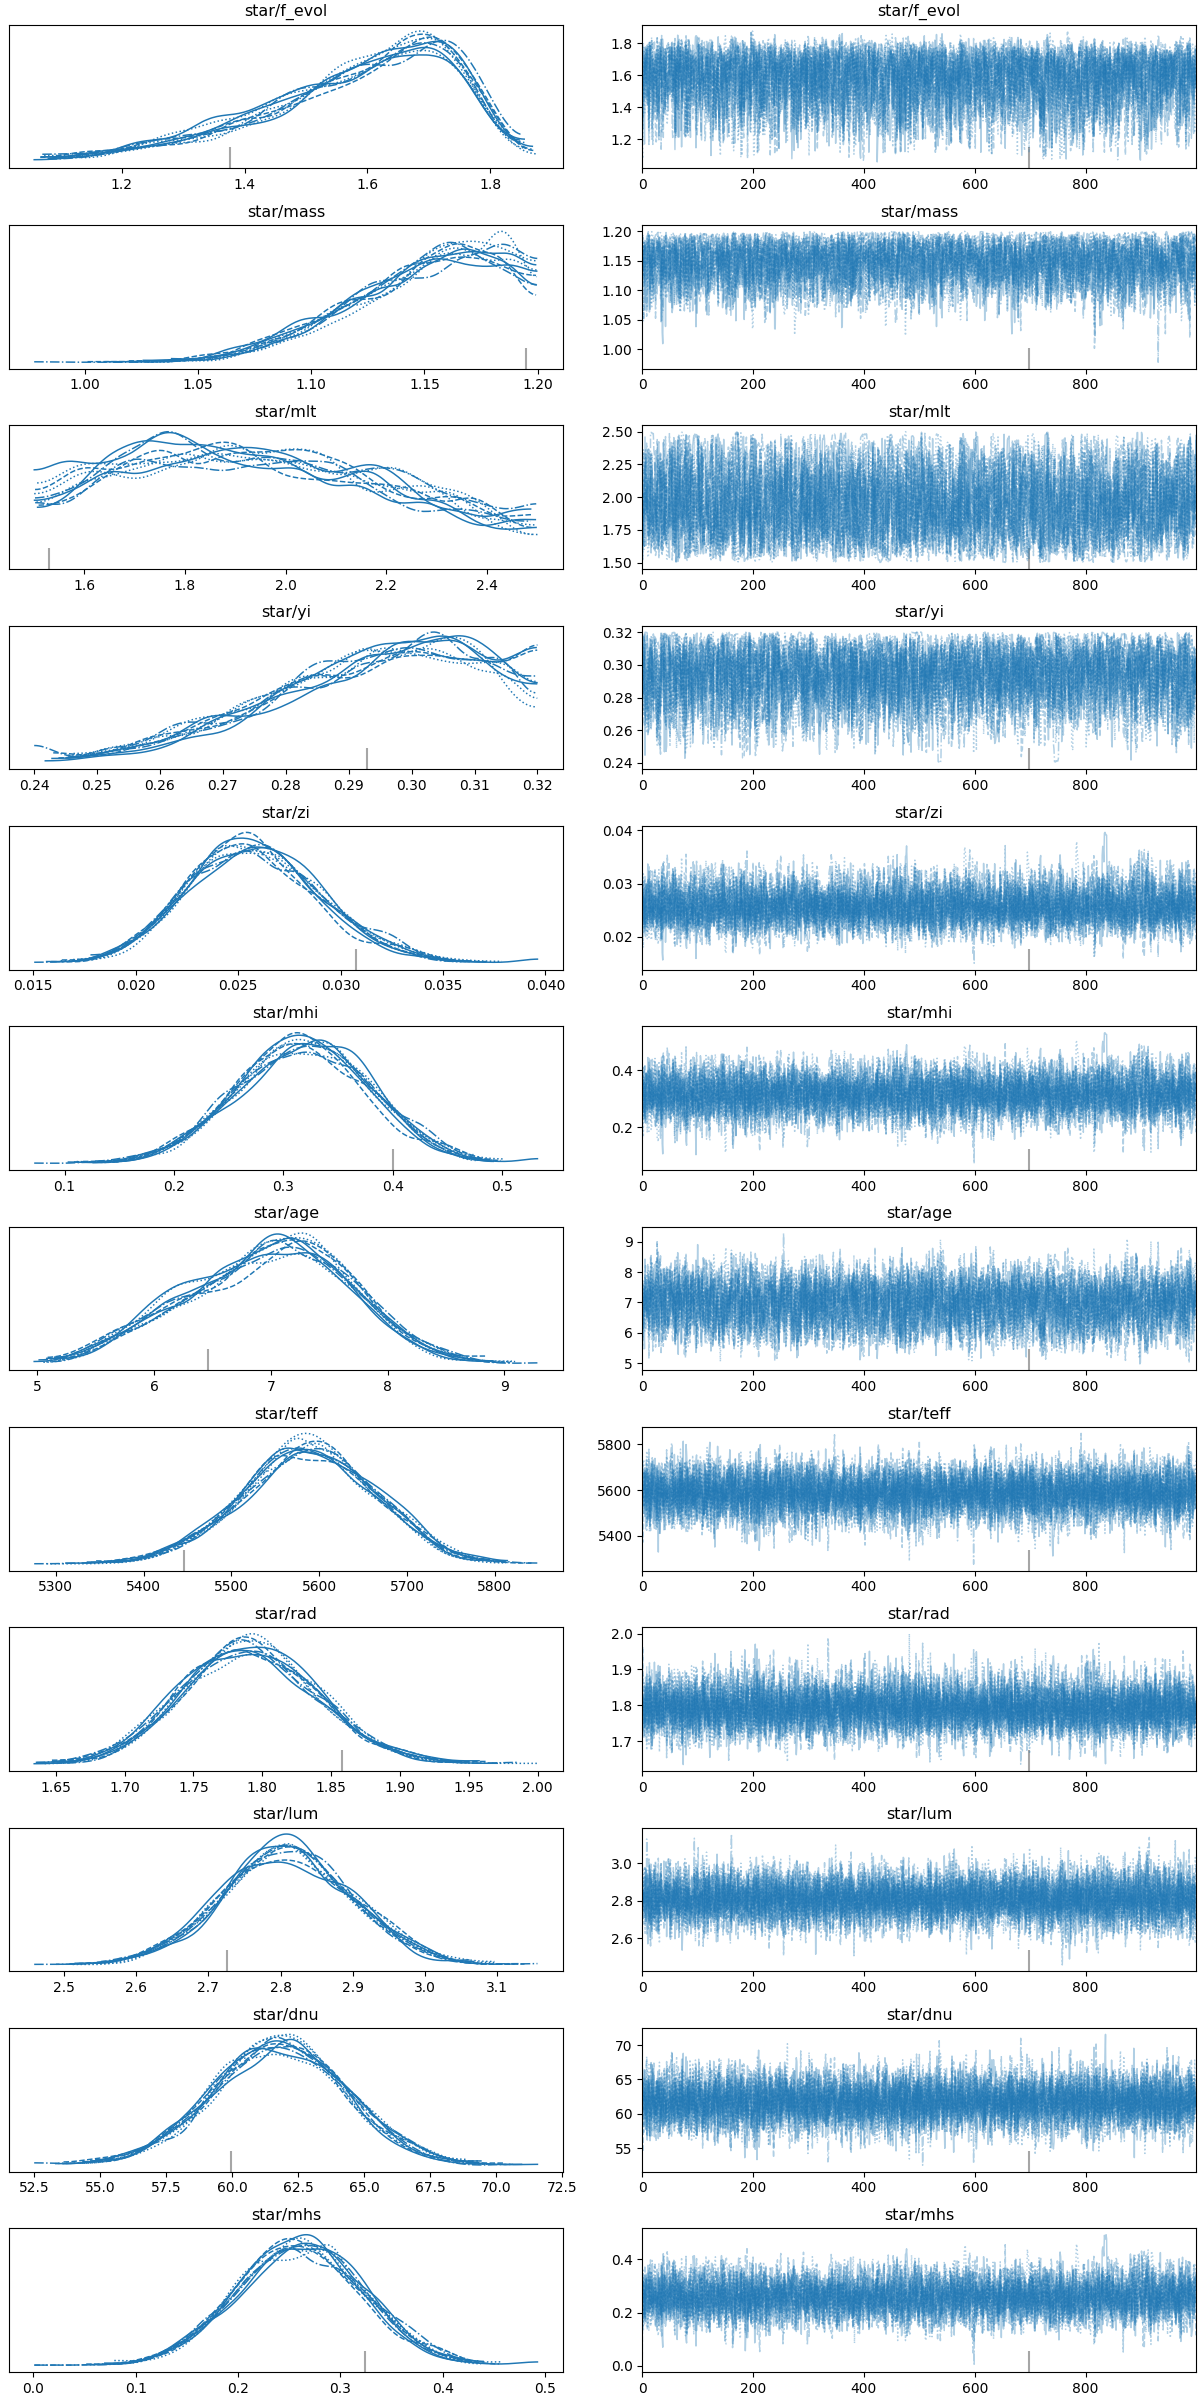 star/f_evol star/f_evol
1.8
1.6
1.4
1.2
1.2 1.4 1.6 1.8 0 200 400 600 800
star/mass star/mass
1.20
1.15
1.10
1.05
1.00
1.00 1.05 1.10 1.15 1.20 0 200 400 600 800
star/mlt star/mlt
2.50
2.25
2.00
1.75
1.50
1.6 1.8 2.0 2.2 2.4 0 200 400 600 800
star/yi star/yi
0.32
0.30
0.28
0.26
0.24
0.24 0.25 0.26 0.27 0.28 0.29 0.30 0.31 0.32 0 200 400 600 800
star/zi star/zi
0.04
0.03
0.02
0.015 0.020 0.025 0.030 0.035 0.040 0 200 400 600 800
star/mhi star/mhi
0.4
0.2
0.1 0.2 0.3 0.4 0.5 0 200 400 600 800
star/age star/age
9
8
7
6
5
5 6 7 8 9 0 200 400 600 800
star/teff star/teff
5800
5600
5400
5300 5400 5500 5600 5700 5800 0 200 400 600 800
star/rad star/rad
2.0
1.9
1.8
1.7
1.65 1.70 1.75 1.80 1.85 1.90 1.95 2.00 0 200 400 600 800
star/lum star/lum
3.0
2.8
2.6
2.5 2.6 2.7 2.8 2.9 3.0 3.1 0 200 400 600 800
star/dnu star/dnu
70
65
60
55
52.5 55.0 57.5 60.0 62.5 65.0 67.5 70.0 72.5 0 200 400 600 800
star/mhs star/mhs
0.4
0.2
0.0
0.0 0.1 0.2 0.3 0.4 0.5 0 200 400 600 800